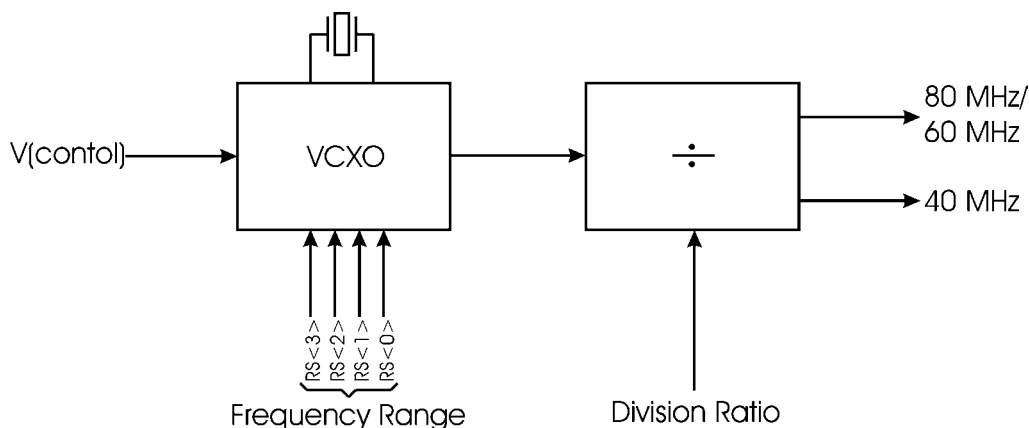 V(contol)
VCXO
÷
80 MHz/
60 MHz
40 MHz
RS<3>
RS<2>
RS<1>
RS<0>
Frequency Range
Division Ratio